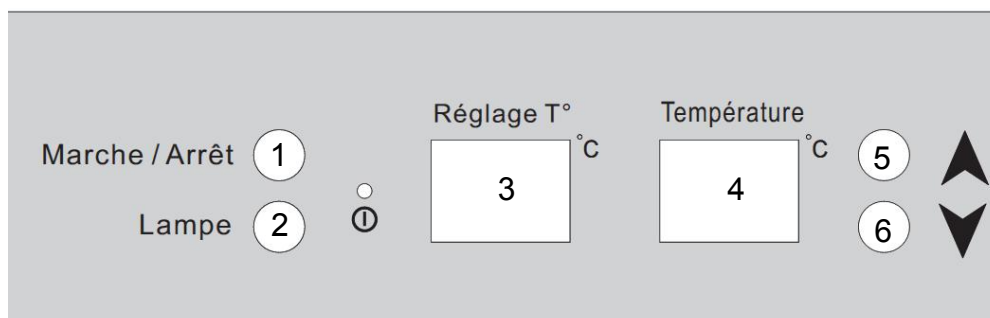 Réglage T°
Température
Marche / Arrêt 1
3 °C
4 °C
5
Lampe 2
6